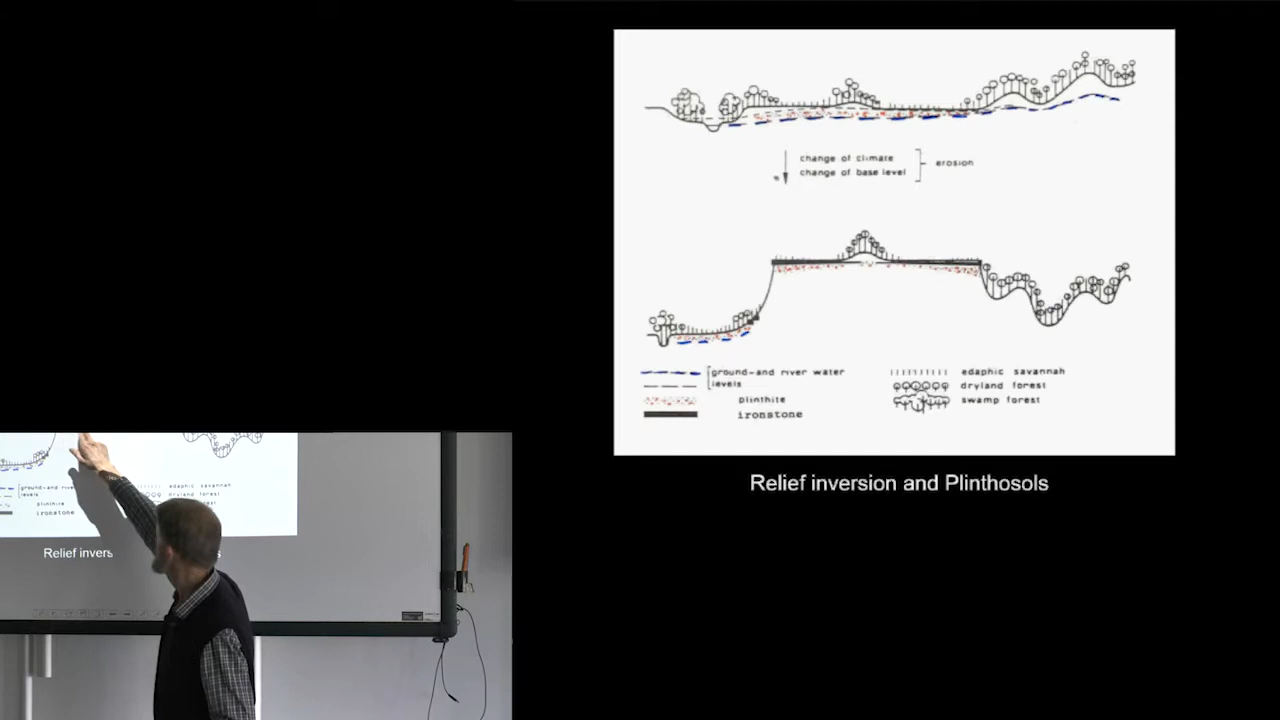 change of climate
change of base level
erosion
ground-and river water
levels
plinthite
ironstone
edaphic savannah
dryland forest
swamp forest
Relief inversion and Plinthosols
ground-and river
levels
plinthite
ironstone
edaphic savannah
dryland forest
rest
Relief invers
s